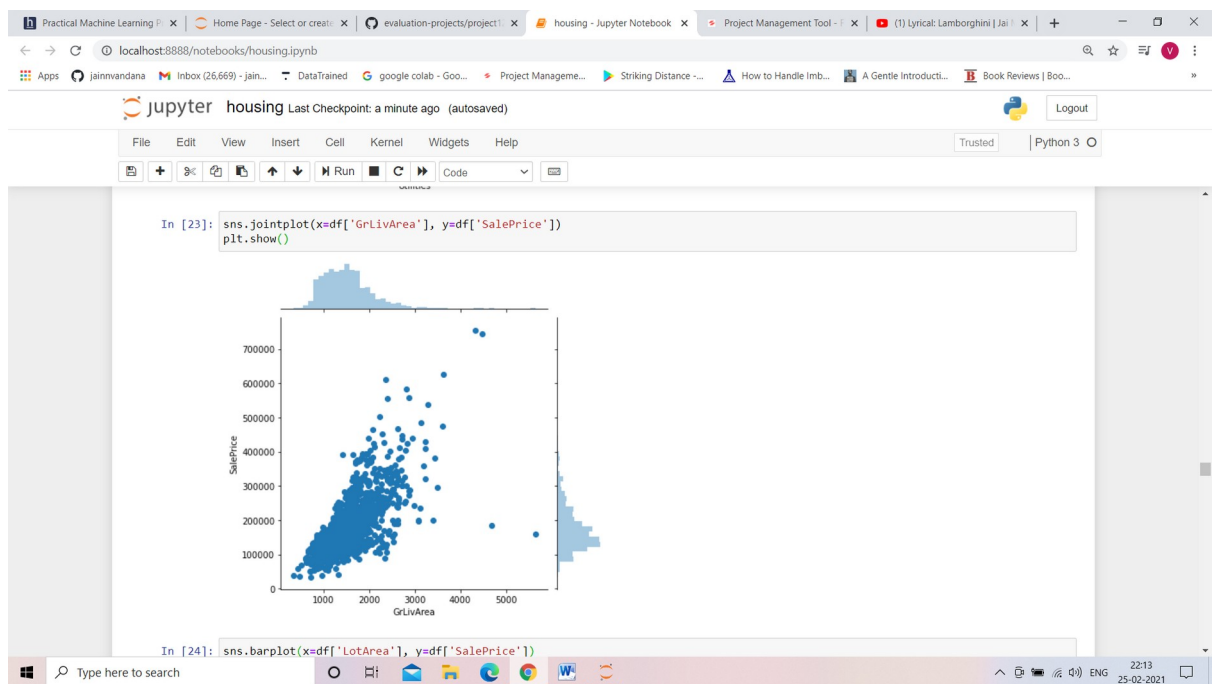 Practical Machine Learning P
Home Page - Select or create
evaluation-projects/project1
housing - Jupyter Notebook
Project Management Tool -
(1) Lyrical: Lamborghini | Jai
localhost:8888/notebooks/housing.ipynb
V
Apps
jainnvandana
Inbox (26,669) - jain...
DataTrained
google colab - Goo...
Project Manageme...
Striking Distance -...
How to Handle Imb...
A Gentle Introducti...
Book Reviews | Boo...
»
jupyter housing Last Checkpoint: a minute ago (autosaved)
Logout
File Edit View Insert Cell Kernel Widgets Help
Trusted
Python 3
Run
Code
utilities
In [23]: sns.jointplot(x=df['GrLivArea'], y=df['SalePrice'])
plt.show()
700000
600000
500000
400000
300000
200000
100000
0
SalePrice
1000 2000 3000 4000 5000
GrLivArea
In [24]: sns.barplot(x=df['LotArea'], y=df['SalePrice'])
Type here to search
ENG
22:13
25-02-2021